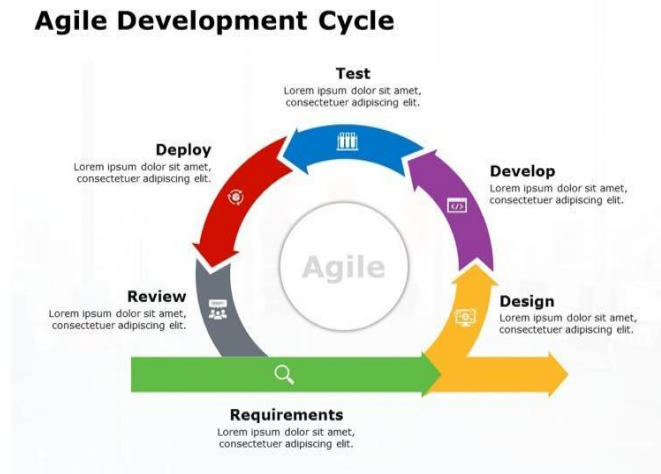 Agile Development Cycle
Test
Lorem ipsum dolor sit amet,
consectetuer adipiscing elit.
Deploy
Lorem ipsum dolor sit amet,
consectetuer adipiscing elit.
Develop
Lorem ipsum dolor sit amet,
consectetuer adipiscing elit.
Agile
Review
Lorem ipsum dolor sit amet,
consectetuer adipiscing elit.
Design
Lorem ipsum dolor sit amet,
consectetuer adipiscing elit.
Requirements
Lorem ipsum dolor sit amet,
consectetuer adipiscing elit.